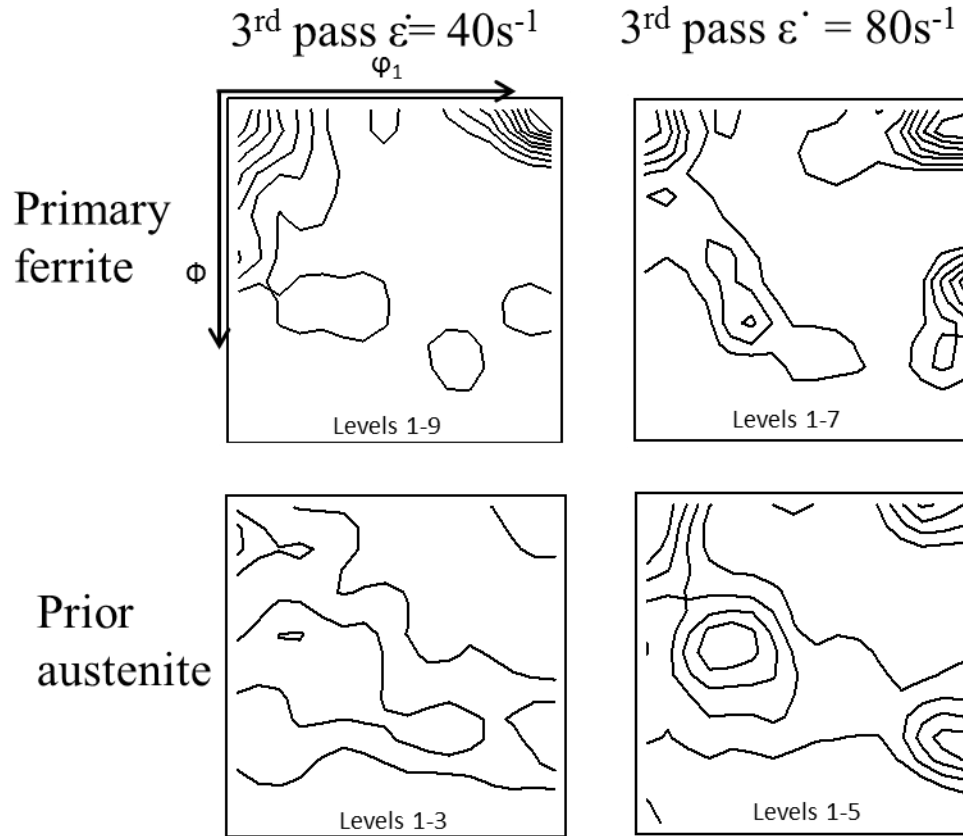 3rd pass ε̇= 40s-1
3rd pass ε ˙ = 80s-1
φ1
Primary
ferrite
Φ
Levels 1-9
Levels 1-7
Prior
austenite
Levels 1-3
Levels 1-5